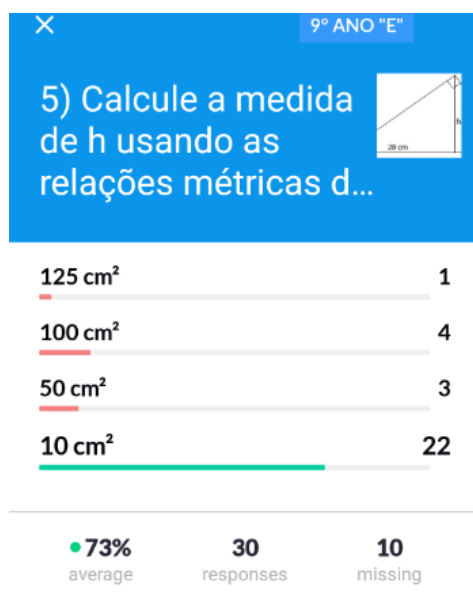 9º ANO "E"
5) Calcule a medida
de h usando as
relações métricas d...
h
20 cm
125 cm² 1
100 cm² 4
50 cm² 3
10 cm² 22
73% 30 10
average responses missing